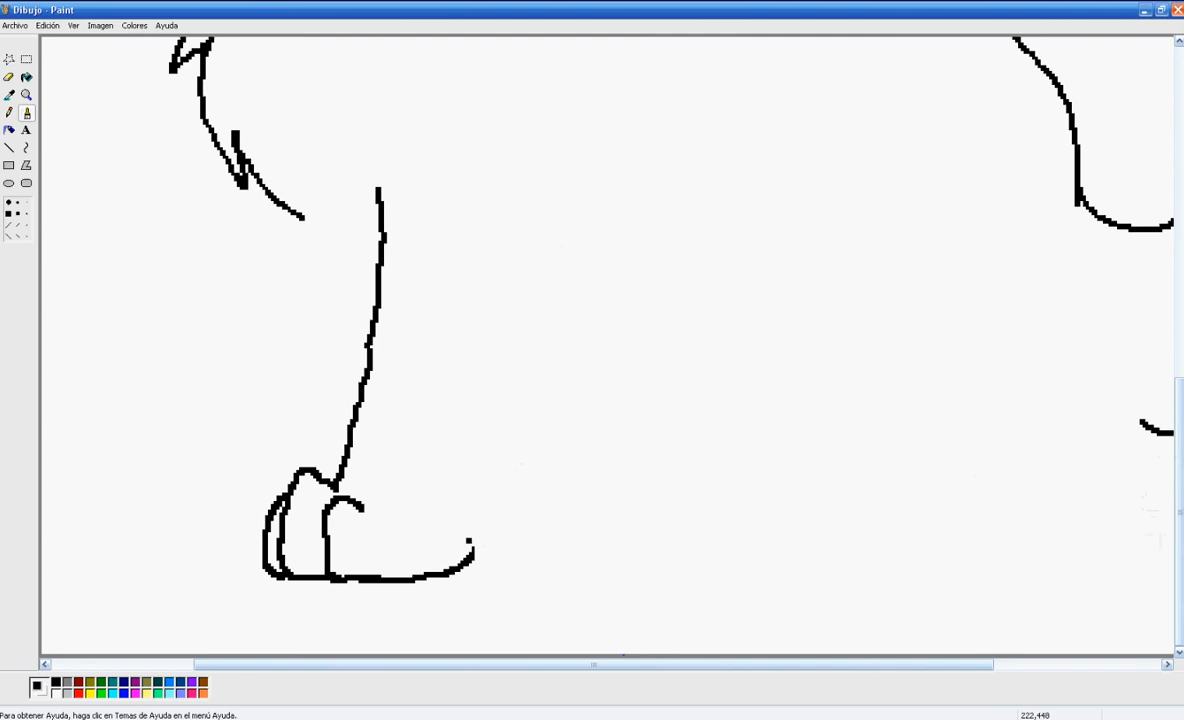 Dibujo - Paint
Archivo Edición Ver Imagen Colores Ayuda
A
Para obtener Ayuda, haga clic en Temas de Ayuda en el menú Ayuda.
222,448